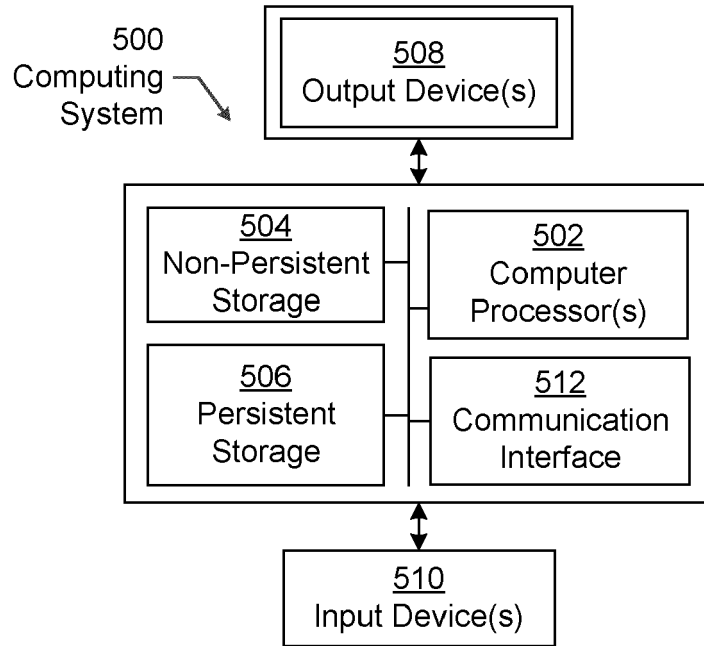 500
Computing
System
508
Output Device(s)
504
Non-Persistent
Storage
502
Computer
Processor(s)
506
Persistent
Storage
512
Communication
Interface
510
Input Device(s)